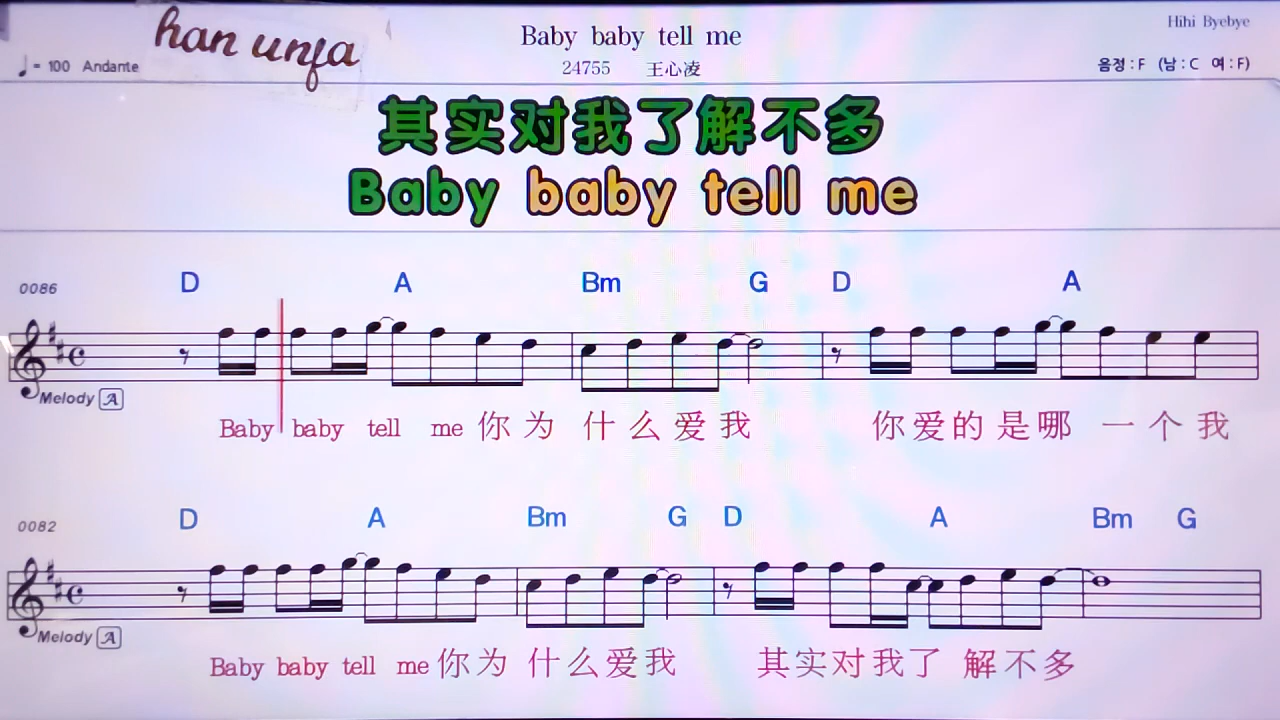 han unfa
Baby baby tell me
Hihi Byebye
♩= 100 Andante
24755 王心凌
음정:F (남:C 여:F)
其实对我了解不多
Baby baby tell me
0086
D A Bm G D A
Melody A
Baby baby tell me 你为 什么爱我 你爱的是哪 一个我
0082
D A Bm G D A Bm G
Melody A
Baby baby tell me 你为 什么爱我 其实对我了 解不多